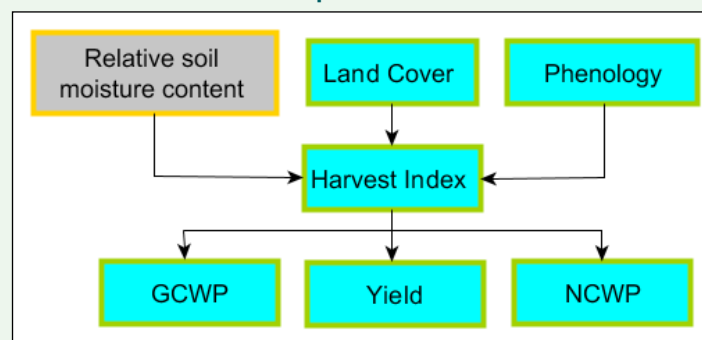 Relative soil
moisture content
Land Cover
Phenology
Harvest Index
GCWP
Yield
NCWP